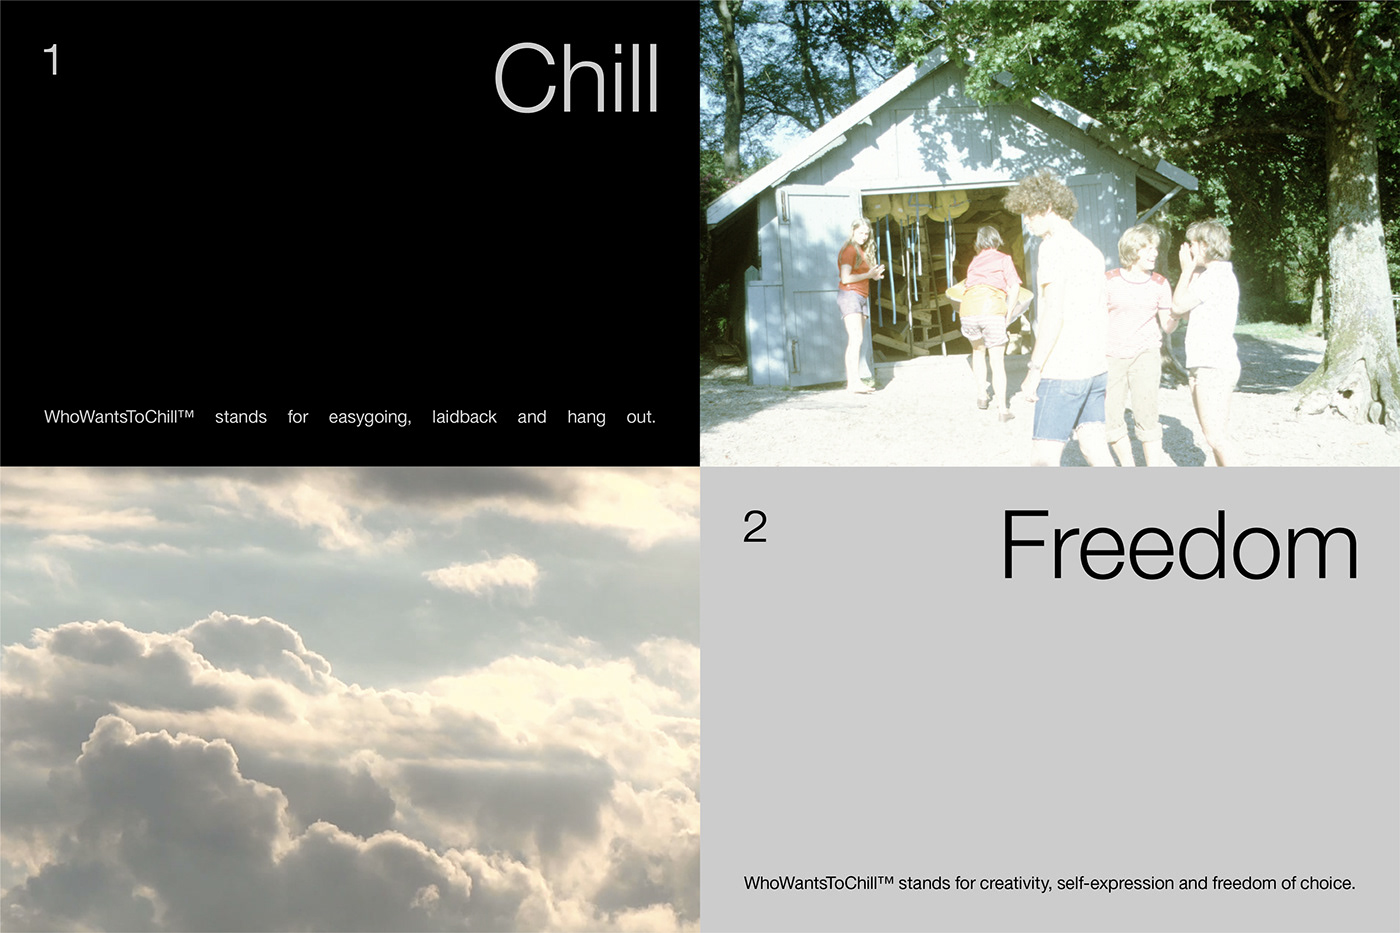 1
Chill
WhoWantsToChill™ stands for easygoing, laidback and hang out.
2
Freedom
WhoWantsToChill™ stands for creativity, self-expression and freedom of choice.